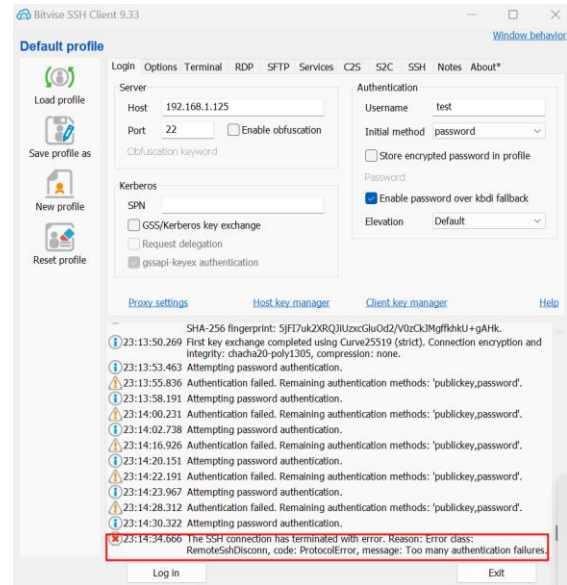 Bitvise SSH Client 9.33
Window behavior
Default profile
Load profile
Save profile as
New profile
Reset profile
Login Options Terminal RDP SFTP Services C2S S2C SSH Notes About*
Server
Host 192.168.1.125
Port 22 Enable obfuscation
Obfuscation keyword
Kerberos
SPN
GSS/Kerberos key exchange
Request delegation
gssapi-keyex authentication
Authentication
Username test
Initial method password
Store encrypted password in profile
Password
Enable password over kbdi fallback
Elevation Default
Proxy settings Host key manager Client key manager Help
SHA-256 fingerprint:
23:13:50.269 First key exchange completed using Curve25519 (strict). Connection encryption and
integrity: chacha20-poly1305, compression: none.
23:13:53.463 Attempting password authentication.
23:13:55.836 Authentication failed. Remaining authentication methods: 'publickey,password'.
23:13:58.191 Attempting password authentication.
23:14:00.231 Authentication failed. Remaining authentication methods: 'publickey,password'.
23:14:02.738 Attempting password authentication.
23:14:16.926 Authentication failed. Remaining authentication methods: 'publickey,password'.
23:14:20.151 Attempting password authentication.
23:14:22.191 Authentication failed. Remaining authentication methods: 'publickey,password'.
23:14:23.967 Attempting password authentication.
23:14:28.312 Authentication failed. Remaining authentication methods: 'publickey,password'.
23:14:30.322 Attempting password authentication.
23:14:34.666 The SSH connection has terminated with error. Reason: Error class:
RemoteSshDisconn, code: ProtocolError, message: Too many authentication failures.
Log in Exit